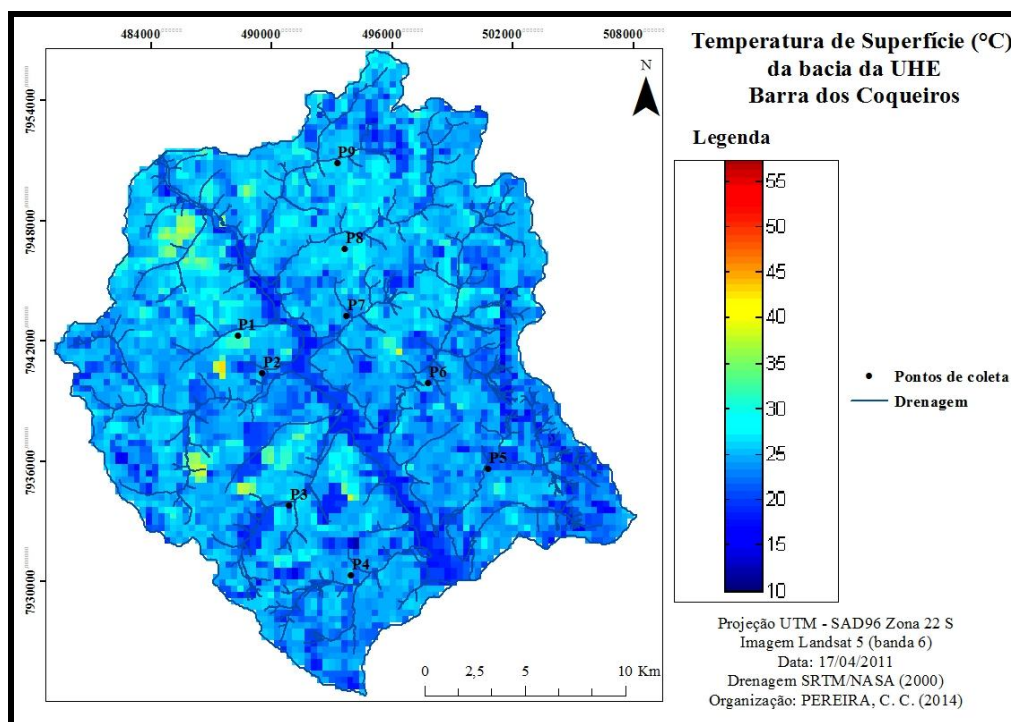 Temperatura de Superfície (°C)
da bacia da UHE
Barra dos Coqueiros
Legenda
55
50
45
40
35
30
25
20
15
10
Pontos de coleta
Drenagem
Projeção UTM - SAD96 Zona 22 S
Imagem Landsat 5 (banda 6)
Data: 17/04/2011
Drenagem SRTM/NASA (2000)
Organização: PEREIRA, C. C. (2014)
484000 490000 496000 502000 508000
7954000
7948000
7942000
7936000
7930000
N
P9
P8
P7
P1
P2
P6
P5
P3
P4
0 2,5 5 10 Km